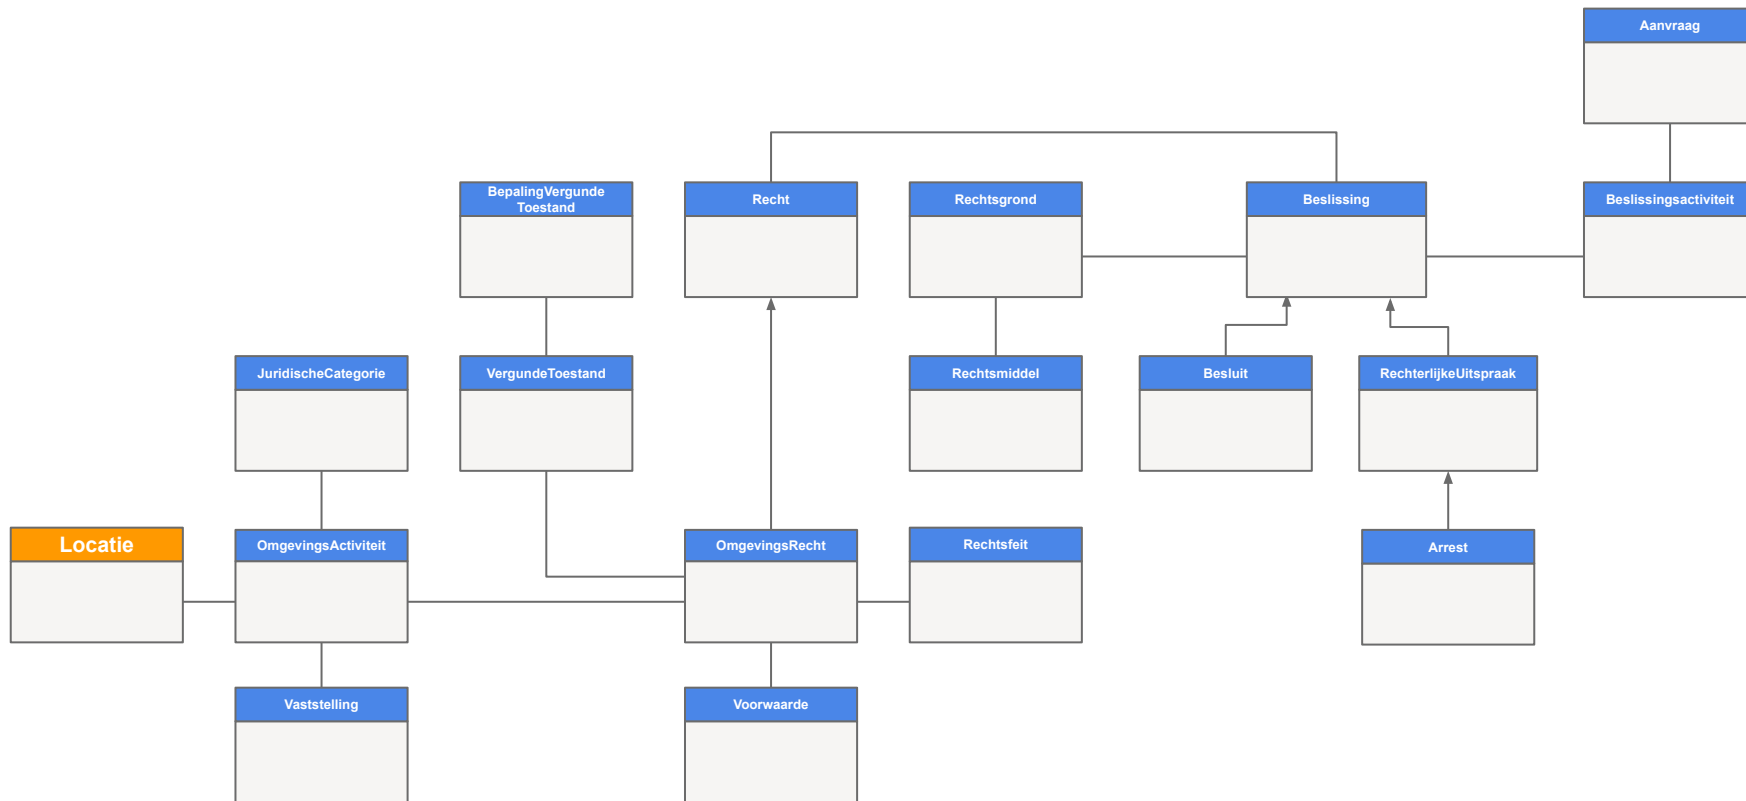 Aanvraag
BepalingVergunde
Toestand
Recht
Rechtsgrond
Beslissing
Beslissingsactiviteit
JuridischeCategorie
VergundeToestand
Rechtsmiddel
Besluit
RechterlijkeUitspraak
Locatie
OmgevingsActiviteit
OmgevingsRecht
Rechtsfeit
Arrest
Vaststelling
Voorwaarde